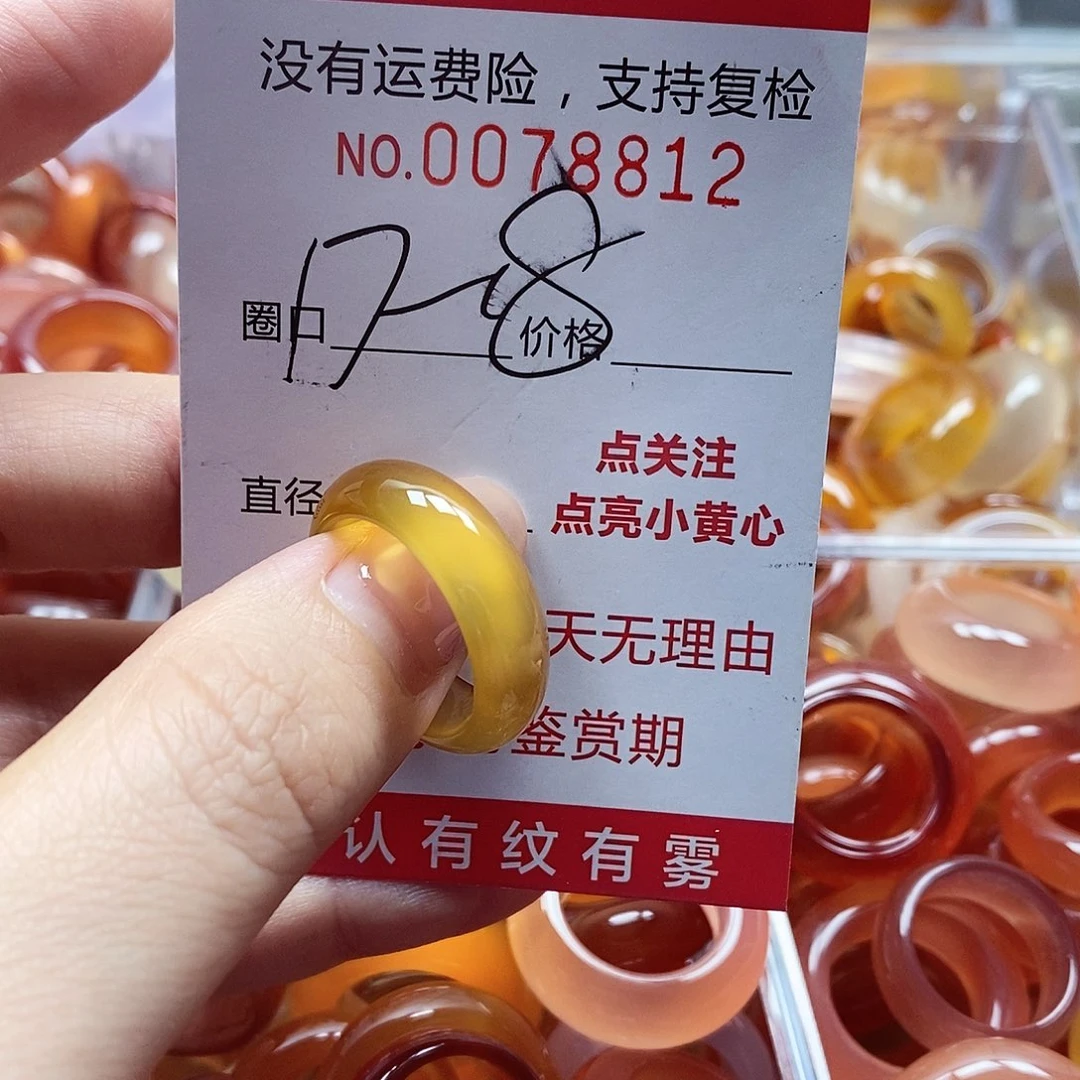 没有运费险，支持复检
NO.0078812
圈口 17.8 价格
直径
点关注
点亮小黄心
天无理由
鉴赏期
认有纹有雾